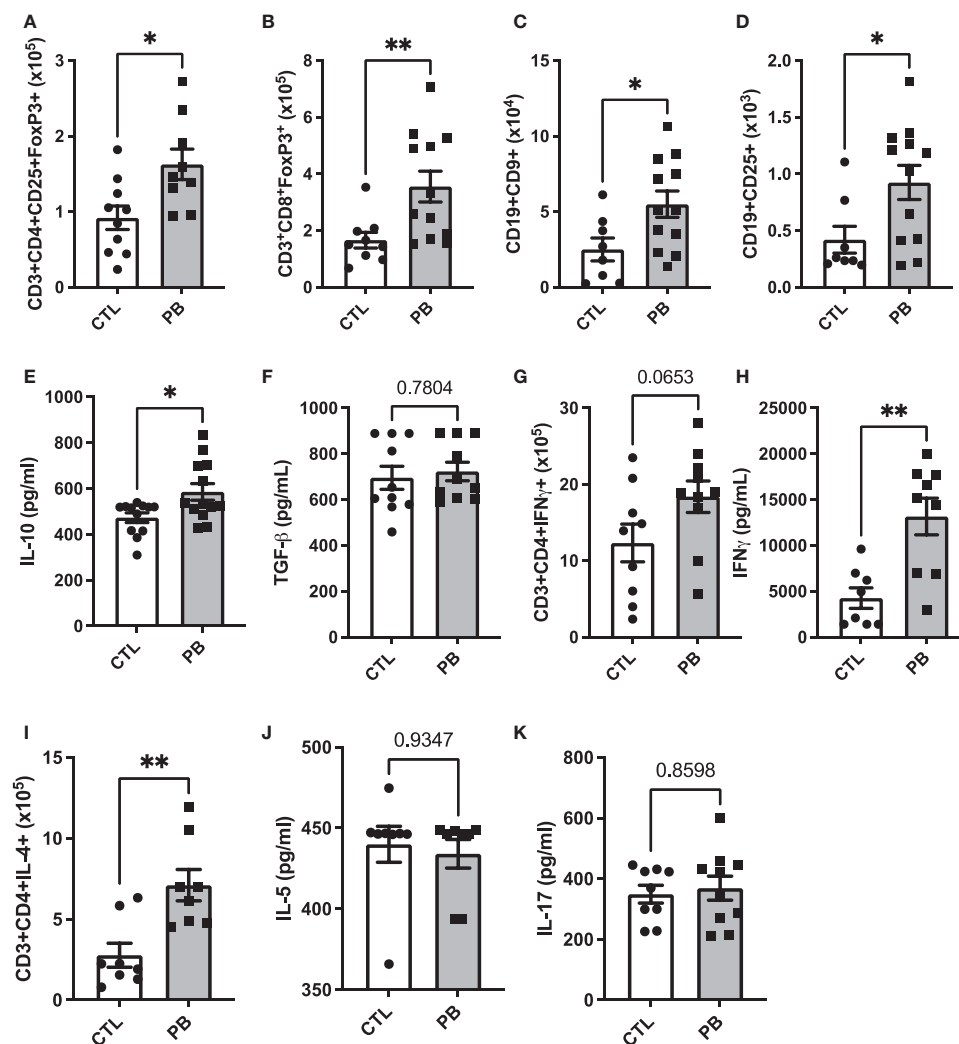 A
CD3+CD4+CD25+FoxP3+ (x10⁵)
*
3
2
1
0
CTL
PB
B
CD3⁺CD8⁺FoxP3⁺ (x10⁵)
**
8
6
4
2
0
CTL
PB
C
CD19+CD9+ (x10⁴)
*
15
10
5
0
CTL
PB
D
CD19+CD25+ (x10³)
*
2.0
1.5
1.0
0.5
0.0
CTL
PB
E
IL-10 (pg/ml)
*
1000
800
600
400
200
0
CTL
PB
F
TGF-β (pg/mL)
0.7804
1000
800
600
400
200
0
CTL
PB
G
CD3+CD4+IFNγ+ (x10⁵)
0.0653
30
20
10
0
CTL
PB
H
IFNγ (pg/mL)
**
25000
20000
15000
10000
5000
0
CTL
PB
I
CD3+CD4+IL-4+ (x10⁵)
**
15
10
5
0
CTL
PB
J
IL-5 (pg/ml)
0.9347
500
450
400
350
CTL
PB
K
IL-17 (pg/ml)
0.8598
800
600
400
200
0
CTL
PB